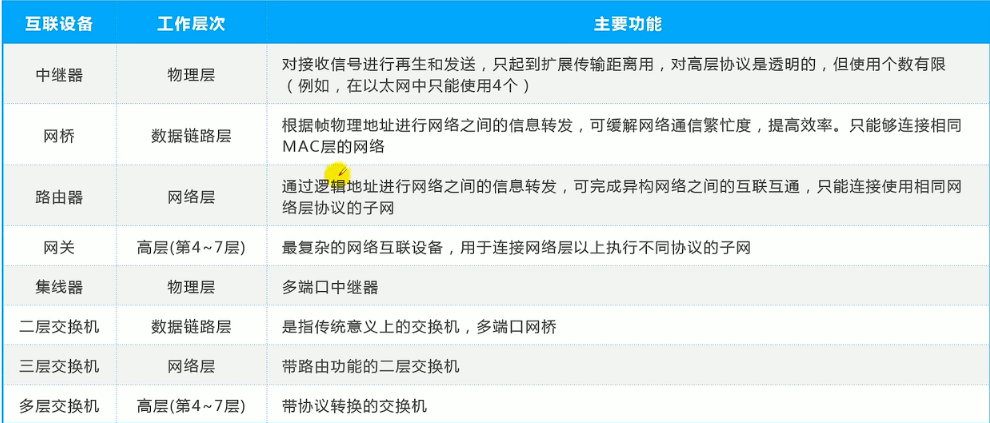 互联设备 工作层次 主要功能
中继器 物理层 对接收信号进行再生和发送，只起到扩展传输距离用，对高层协议是透明的，但使用个数有限
（例如，在以太网中只能使用4个）
网桥 数据链路层 根据帧物理地址进行网络之间的信息转发，可缓解网络通信繁忙度，提高效率。只能够连接相同
MAC层的网络
路由器 网络层 通过逻辑地址进行网络之间的信息转发，可完成异构网络之间的互联互通，只能连接使用相同网
络层协议的子网
网关 高层(第4~7层) 最复杂的网络互联设备，用于连接网络层以上执行不同协议的子网
集线器 物理层 多端口中继器
二层交换机 数据链路层 是指传统意义上的交换机，多端口网桥
三层交换机 网络层 带路由功能的二层交换机
多层交换机 高层(第4~7层) 带协议转换的交换机